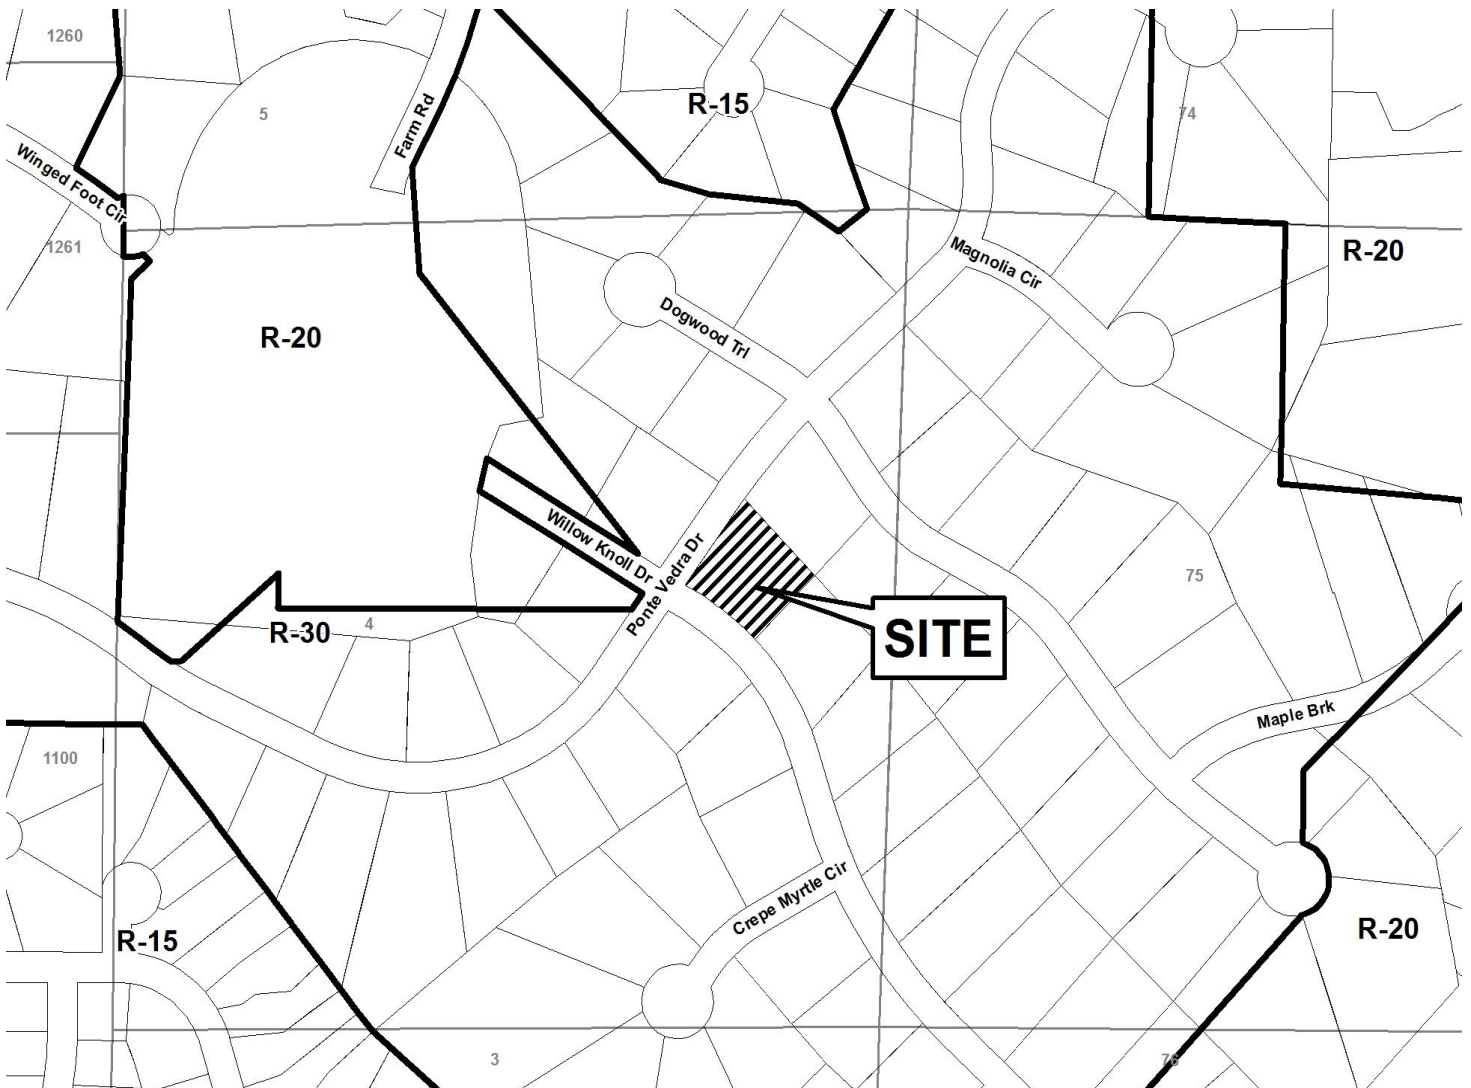 1260
R-15
5
74
Farm Rd
Winged Foot Cir
1261
R-20
Magnolia Cir
Dogwood Trl
R-20
Willow Knoll Dr
Ponte Vedra Dr
75
R-30
4
SITE
Maple Brk
1100
Crepe Myrtle Cir
R-15
R-20
3
76